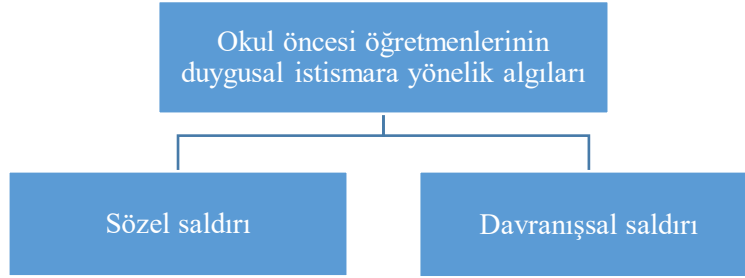 Okul öncesi öğretmenlerinin
duygusal istismara yönelik algıları
Sözel saldırı
Davranışsal saldırı